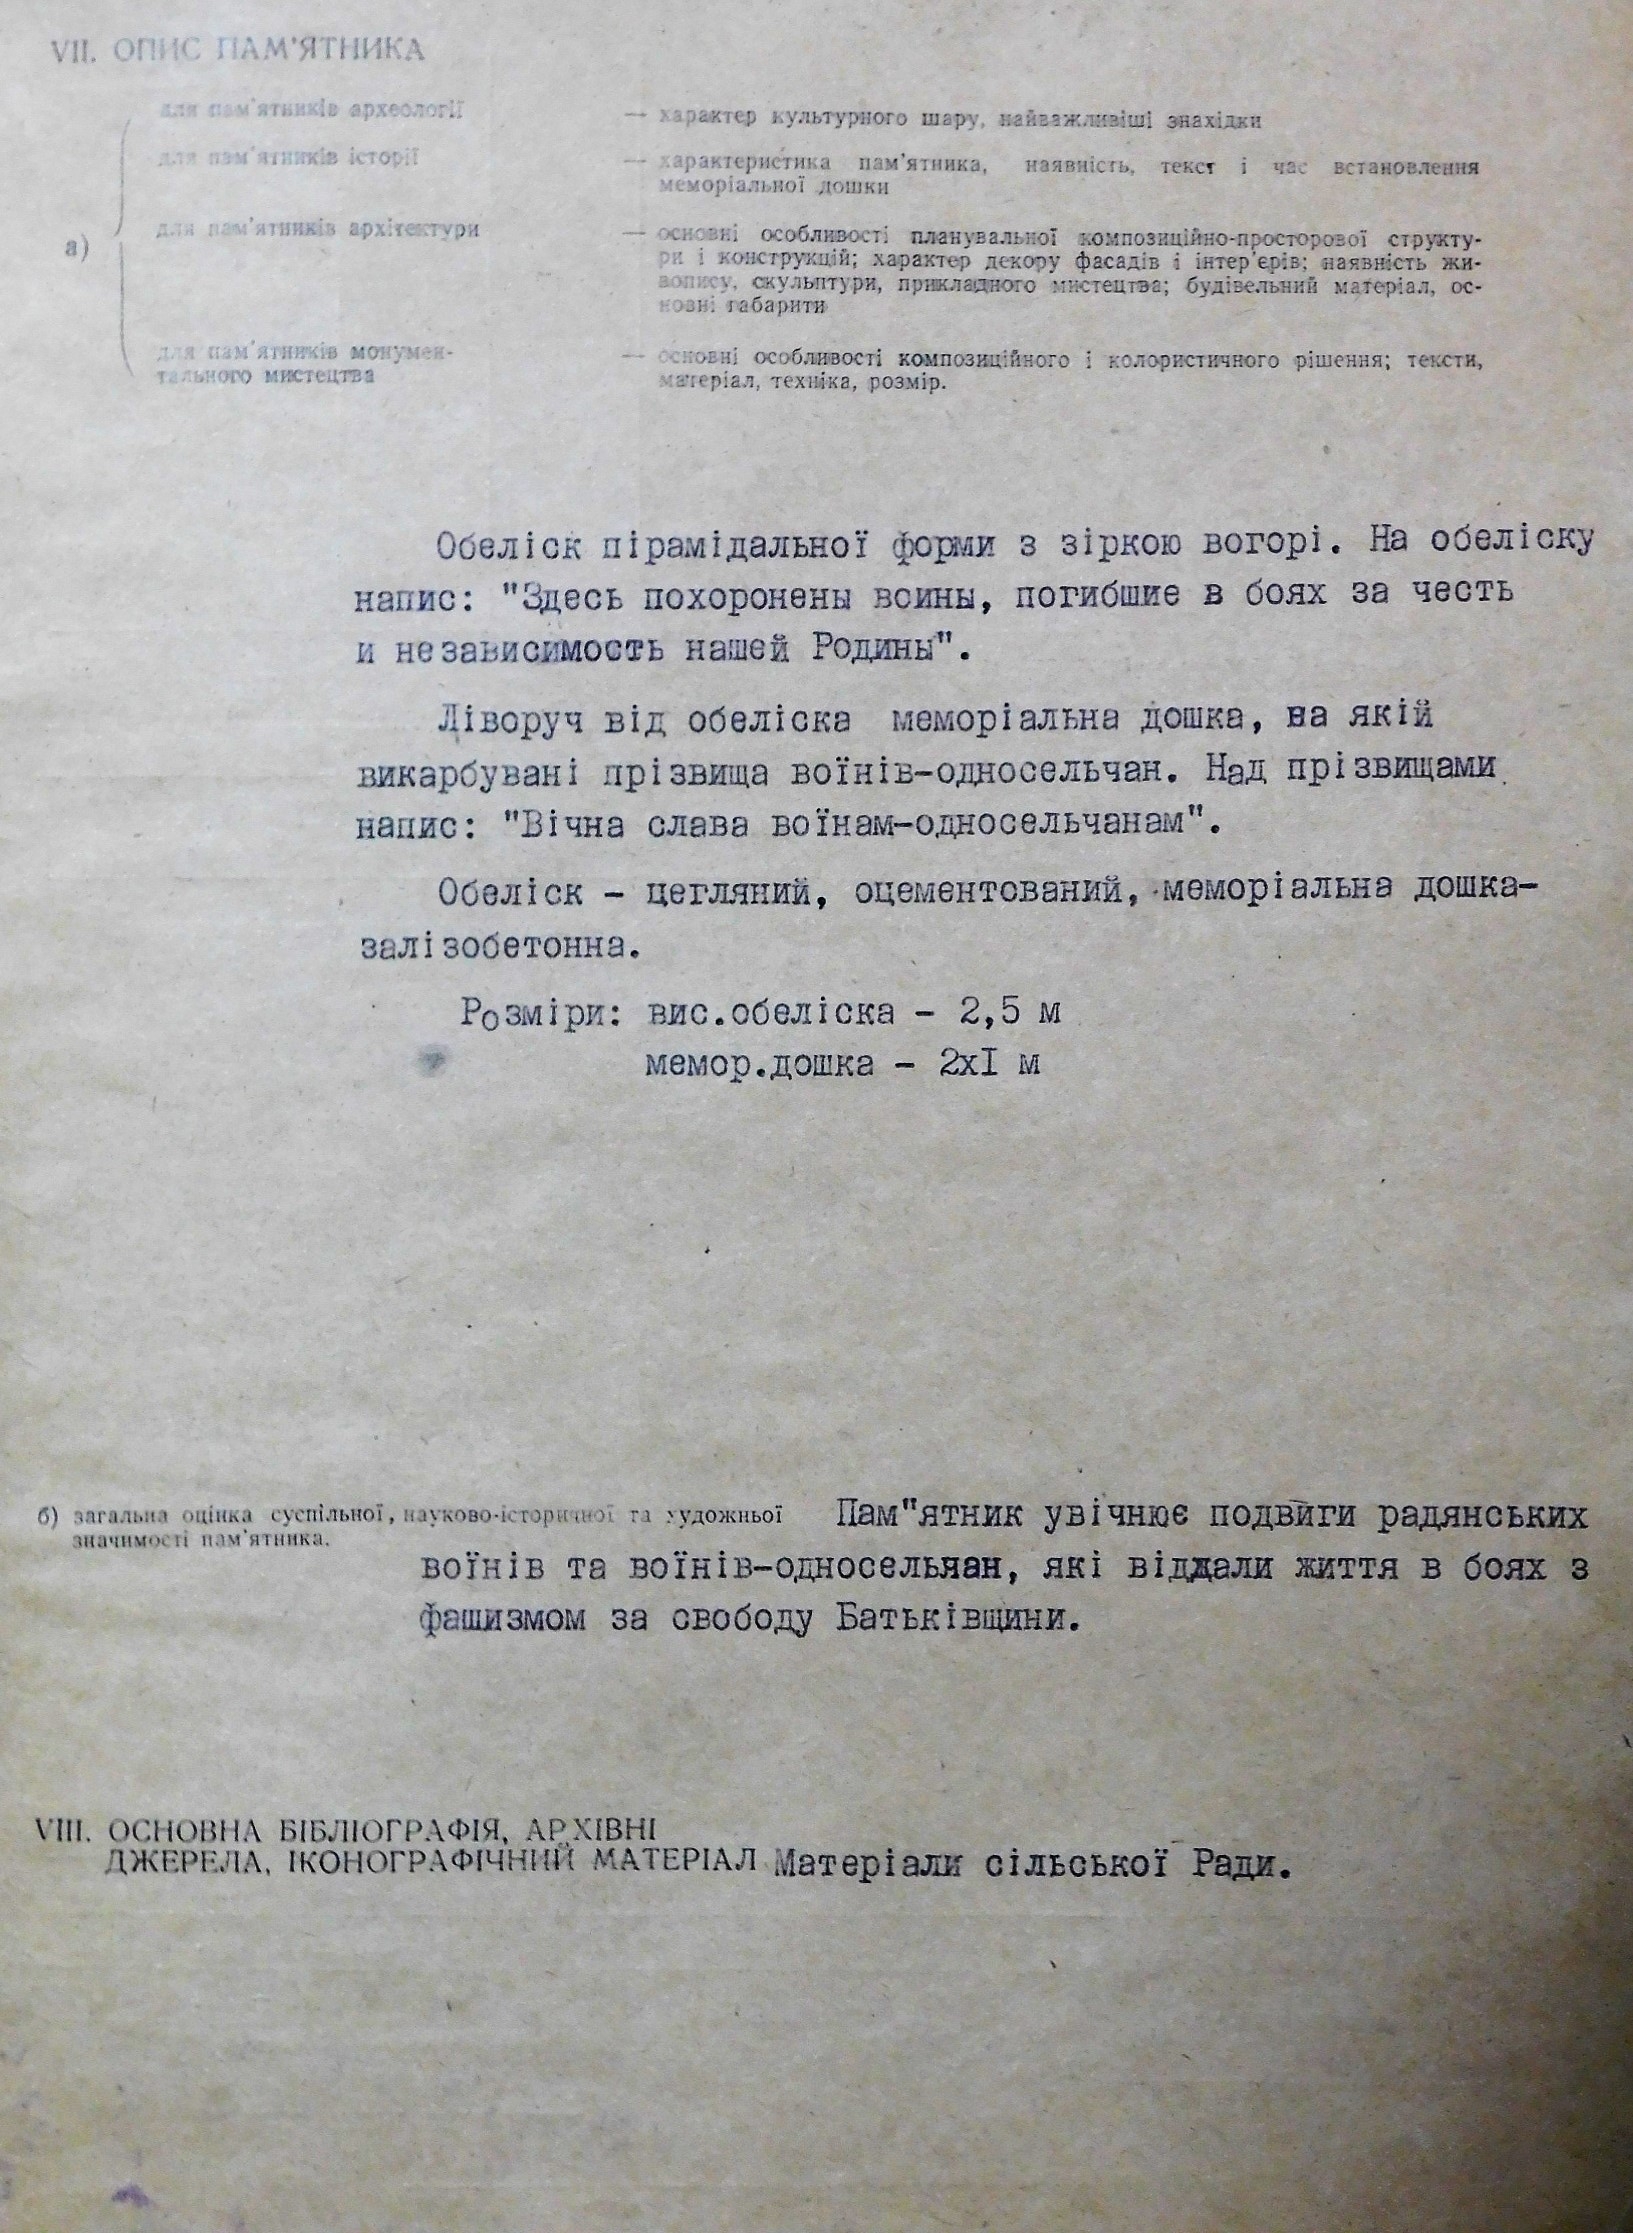 VII. ОПИС ПАМ'ЯТНИКА
для пам'ятників археології — характер культурного шару, найважливіші знахідки
для пам'ятників історії — характеристика пам'ятника, наявність, текст і час встановлення
меморіальної дошки
а) для пам'ятників архітектури — основні особливості планувальної композиційно-просторової структу-
ри і конструкцій; характер декору фасадів і інтер'єрів; наявність жи-
вопису, скульптури, прикладного мистецтва; будівельний матеріал, ос-
новні габарити
для пам'ятників монумен- — основні особливості композиційного і колористичного рішення; тексти,
тального мистецтва матеріал, техніка, розмір.
Обеліск пірамідальної форми з зіркою вогорі. На обеліску
напис: "Здесь похоронены воины, погибшие в боях за честь
и независимость нашей Родины".
Ліворуч від обеліска меморіальна дошка, на якій
викарбувані прізвища воїнів-односельчан. Над прізвищами
напис: "Вічна слава воїнам-односельчанам".
Обеліск - цегляний, оцементований, меморіальна дошка-
залізобетонна.
Розміри: вис.обеліска - 2,5 м
мемор.дошка - 2хI м
б) загальна оцінка суспільної, науково-історичної та художньої Пам"ятник увічнює подвиги радянських
значимості пам'ятника.
воїнів та воїнів-односельчан, які віддали життя в боях з
фашизмом за свободу Батьківщини.
VIII. ОСНОВНА БІБЛІОГРАФІЯ, АРХІВНІ
ДЖЕРЕЛА, ІКОНОГРАФІЧНИЙ МАТЕРІАЛ Матеріали сільської Ради.